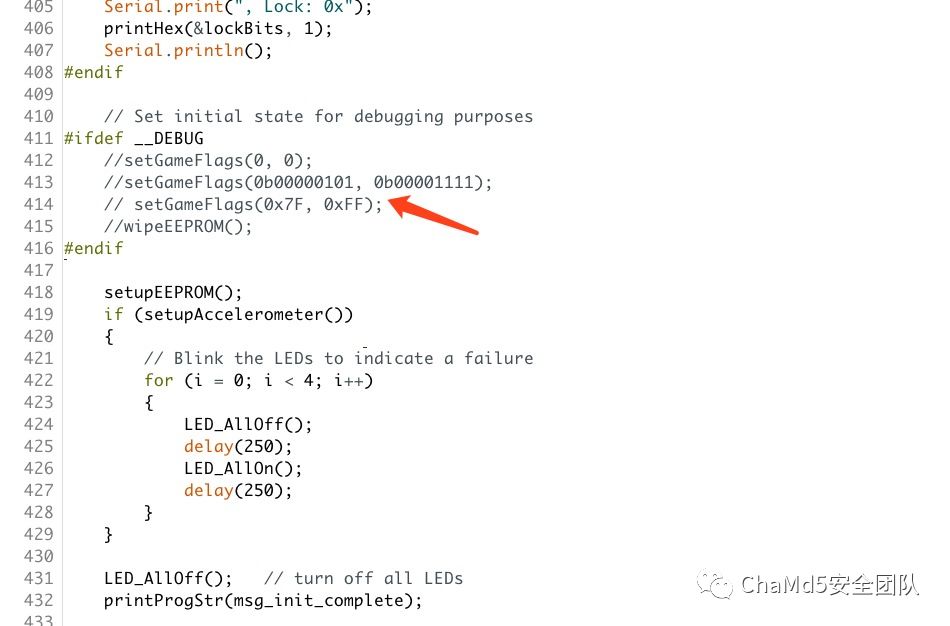 405     Serial.print(", Lock: 0x");
406     printHex(&lockBits, 1);
407     Serial.println();
408 #endif
409
410     // Set initial state for debugging purposes
411 #ifdef __DEBUG
412     //setGameFlags(0, 0);
413     //setGameFlags(0b00000101, 0b00001111);
414     // setGameFlags(0x7F, 0xFF);
415     //wipeEEPROM();
416 #endif
417
418     setupEEPROM();
419     if (setupAccelerometer())
420     {
421         // Blink the LEDs to indicate a failure
422         for (i = 0; i < 4; i++)
423         {
424             LED_AllOff();
425             delay(250);
426             LED_AllOn();
427             delay(250);
428         }
429     }
430
431     LED_AllOff();   // turn off all LEDs
432     printProgStr(msg_init_complete);
433
ChaMd5安全团队